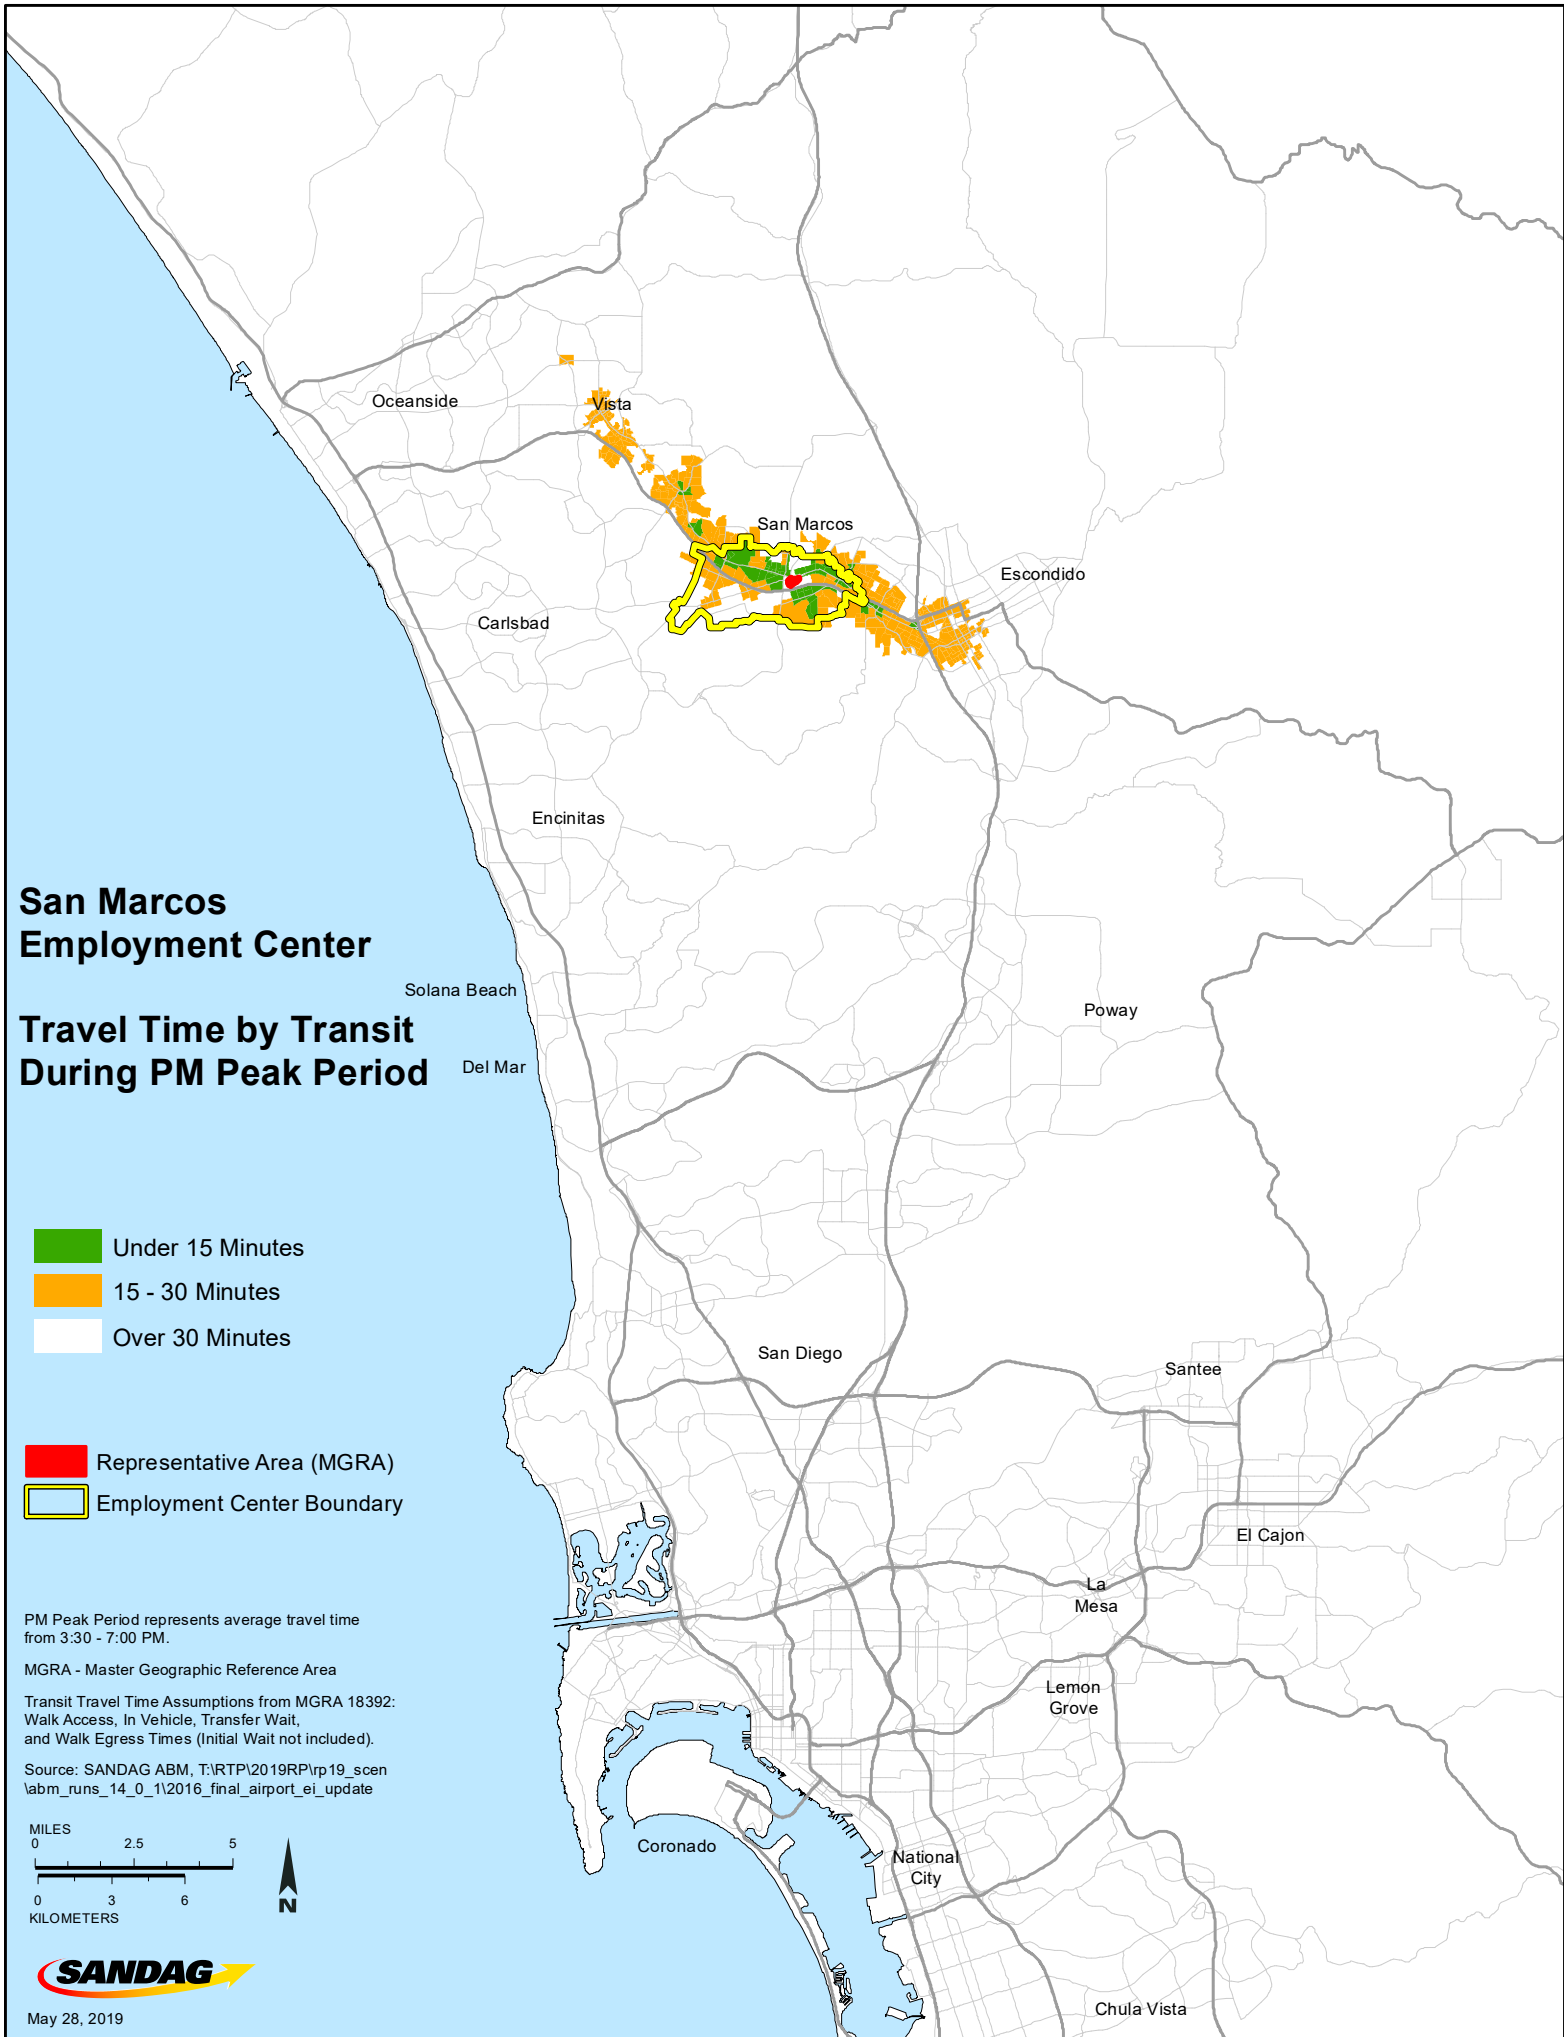 Oceanside
Vista
San Marcos
Escondido
Carlsbad
Encinitas
San Marcos
Employment Center
Solana Beach
Poway
Travel Time by Transit
During PM Peak Period
Del Mar
Under 15 Minutes
15 - 30 Minutes
Over 30 Minutes
San Diego
Santee
Representative Area (MGRA)
Employment Center Boundary
El Cajon
La
Mesa
PM Peak Period represents average travel time
from 3:30 - 7:00 PM.
MGRA - Master Geographic Reference Area
Transit Travel Time Assumptions from MGRA 18392:
Walk Access, In Vehicle, Transfer Wait,
and Walk Egress Times (Initial Wait not included).
Lemon
Grove
Source: SANDAG ABM, T:\RTP\2019RP\rp19_scen
\abm_runs_14_0_1\2016_final_airport_ei_update
MILES
0 2.5 5
0 3 6
KILOMETERS
N
Coronado
National
City
SANDAG
May 28, 2019
Chula Vista